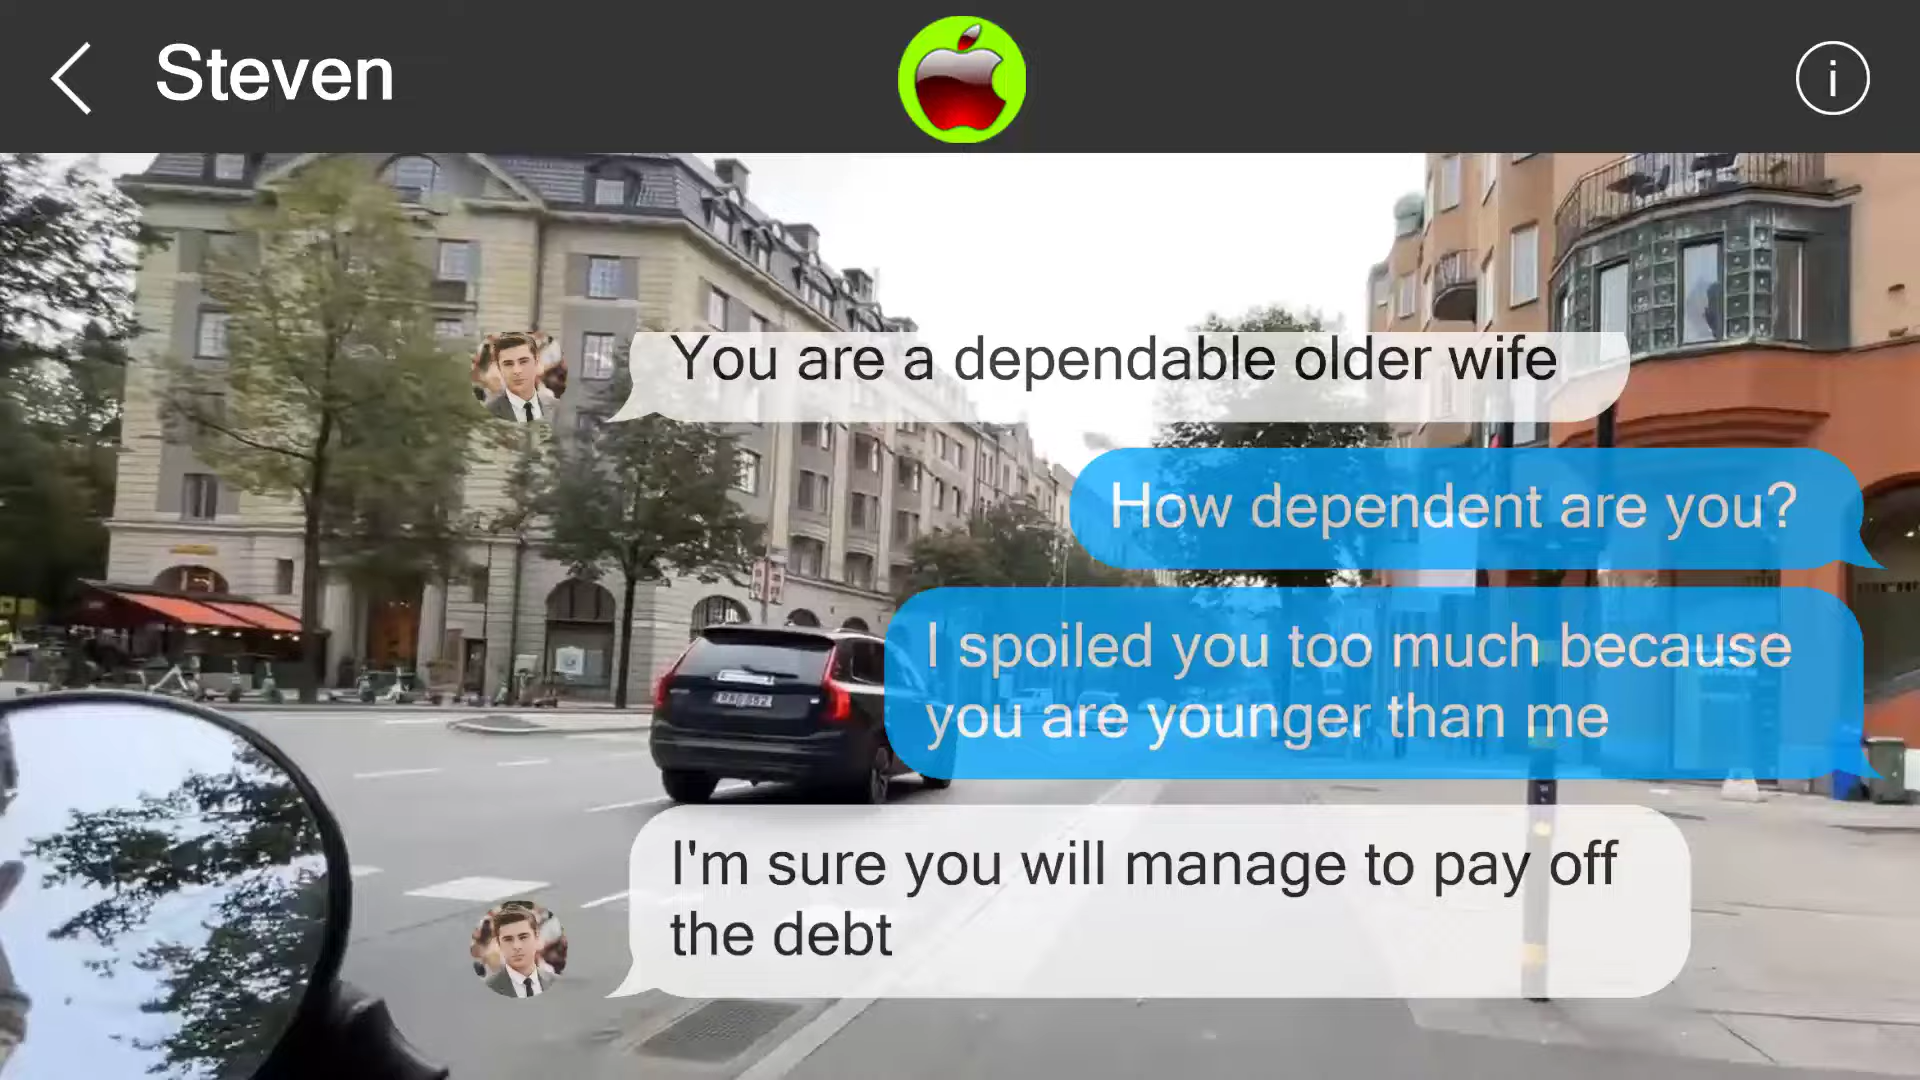 Steven
You are a dependable older wife
How dependent are you?
I spoiled you too much because
you are younger than me
I'm sure you will manage to pay off
the debt